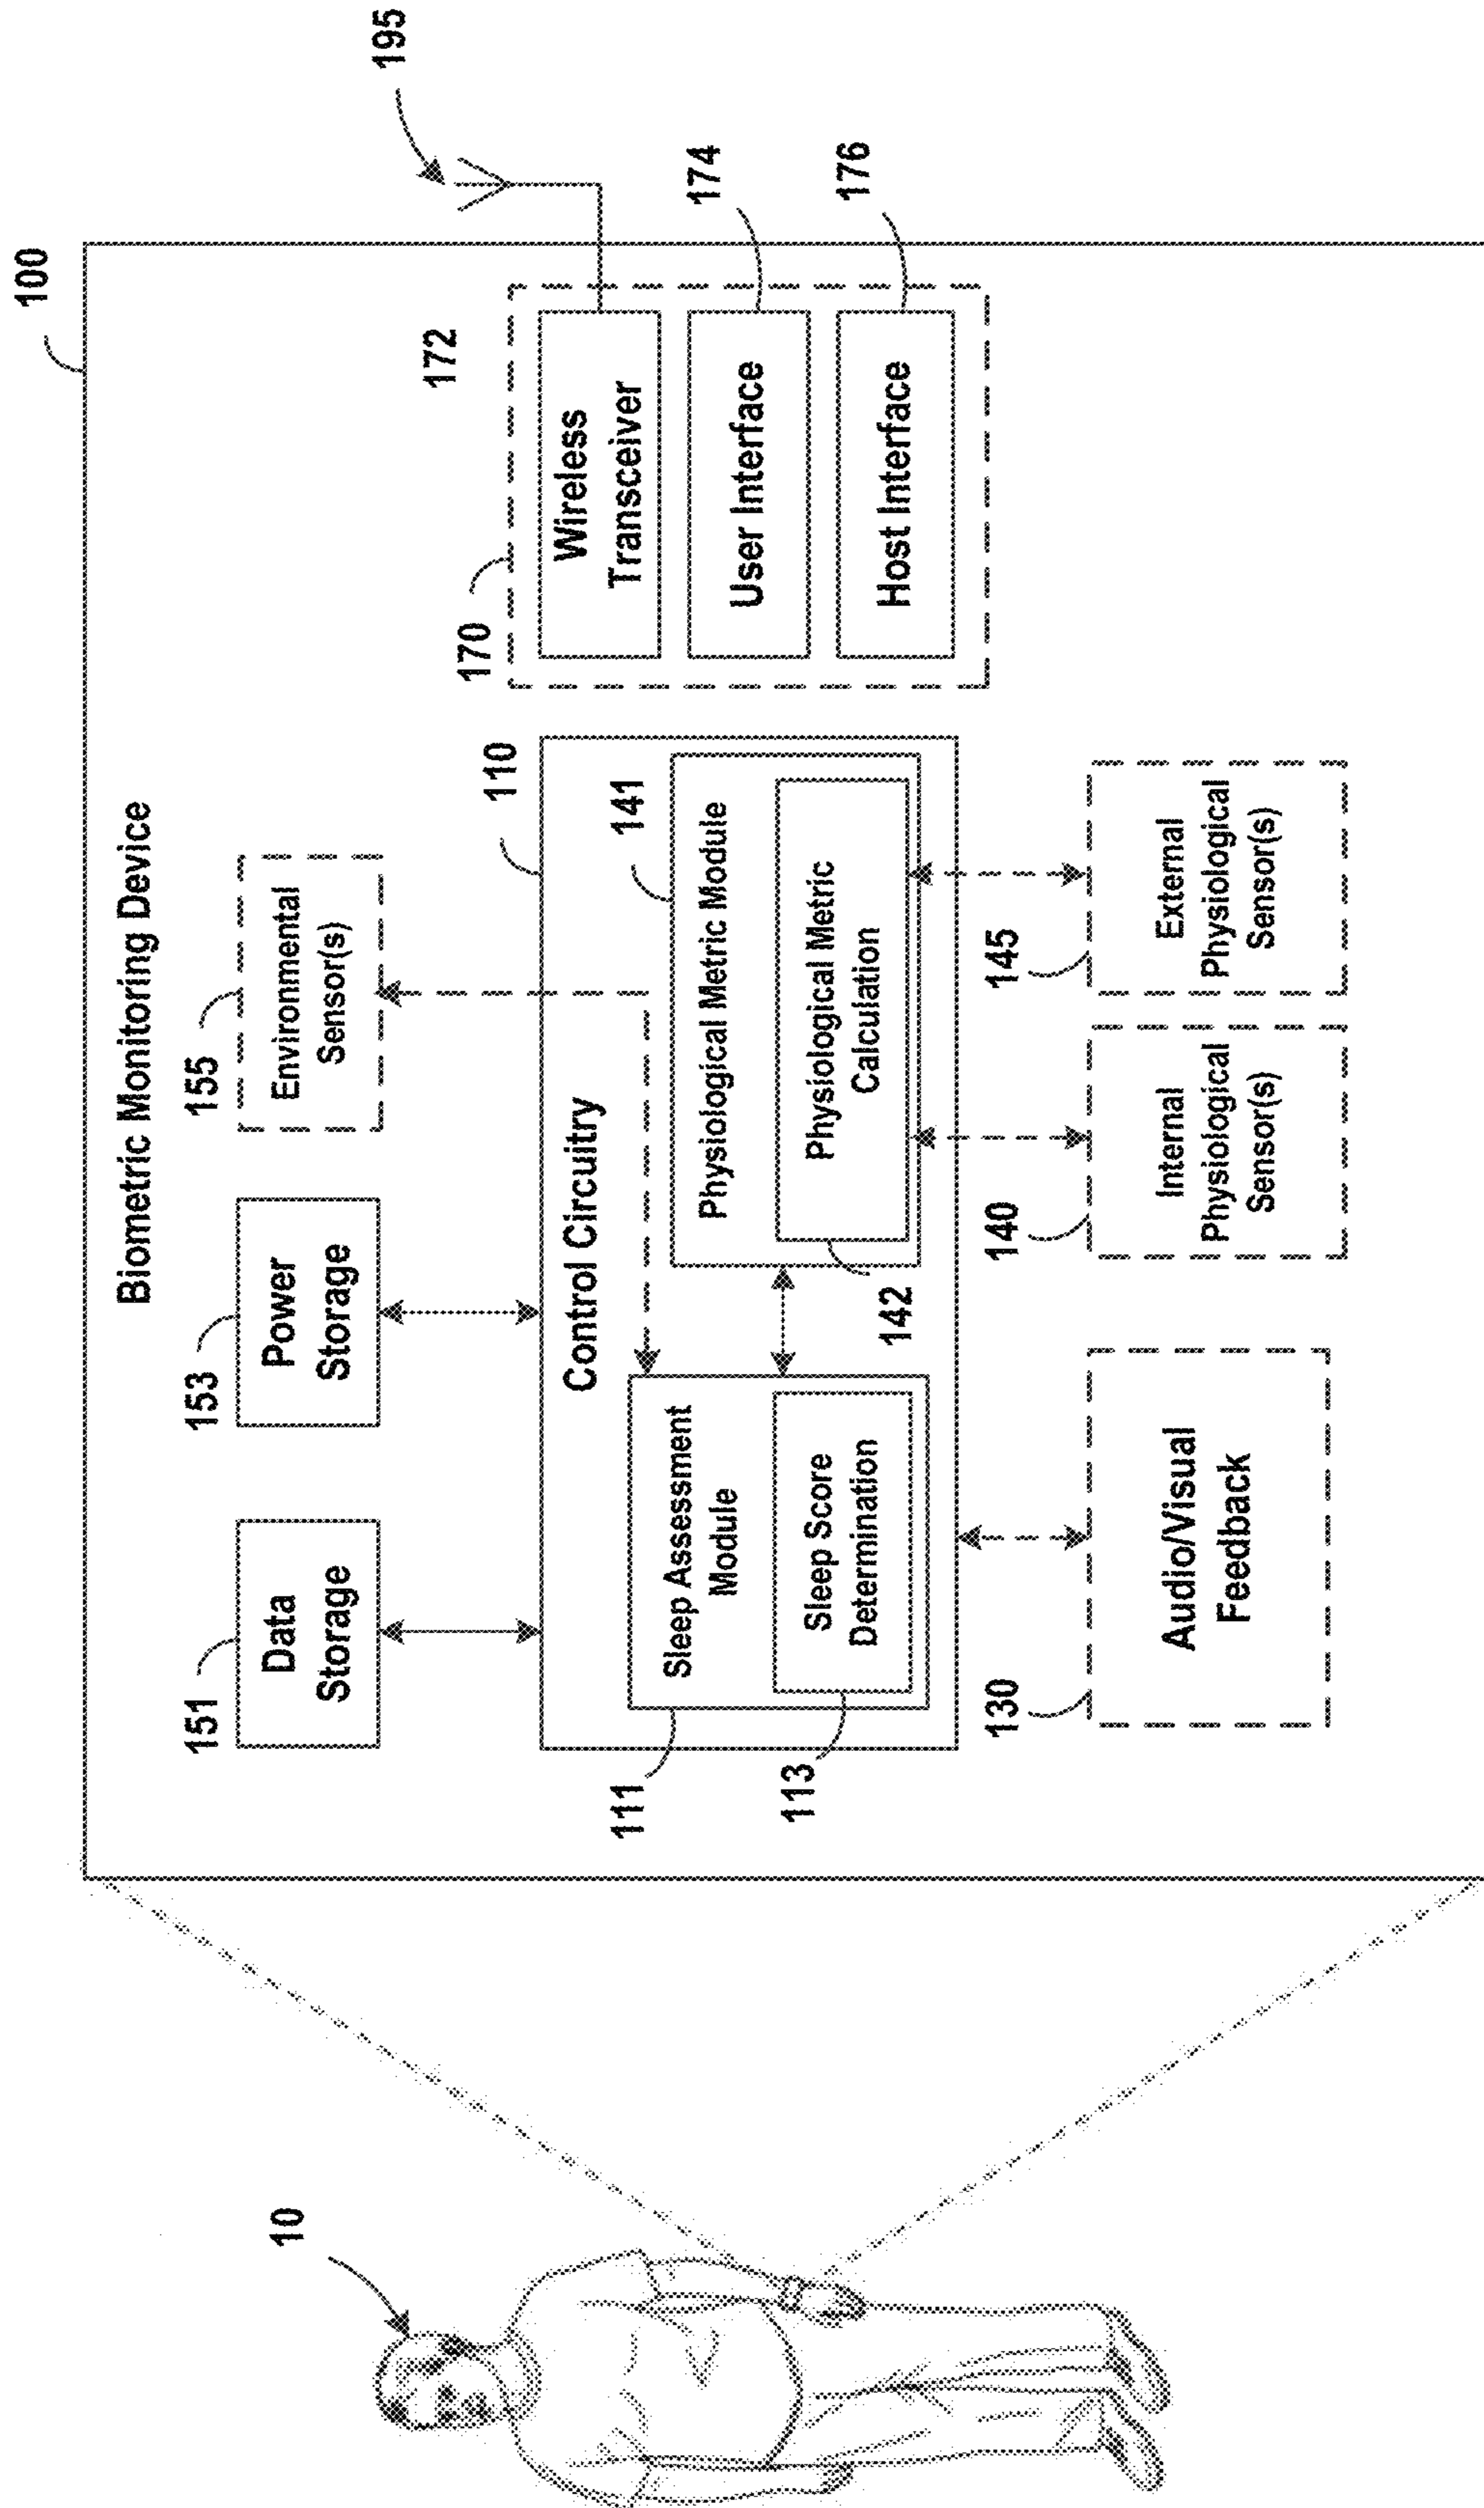 100
Biometric Monitoring Device
151
Data
Storage
153
Power
Storage
155
Environmental
Sensor(s)
195
10
110
Control Circuitry
111
Sleep Assessment
Module
113
Sleep Score
Determination
141
Physiological Metric Module
142
Physiological Metric
Calculation
170
172
Wireless
Transceiver
174
User Interface
176
Host Interface
130
Audio/Visual
Feedback
140
Internal
Physiological
Sensor(s)
145
External
Physiological
Sensor(s)